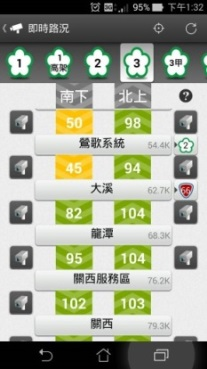 95% 下午1:32
即時路況
1 1高架 2 3 3甲
南下 北上 ?
50 98
鶯歌系統 54.4K 2
45 94
大溪 62.7K 66
82 104
龍潭 68.3K
95 104
關西服務區 76.2K
102 103
關西 79.3K